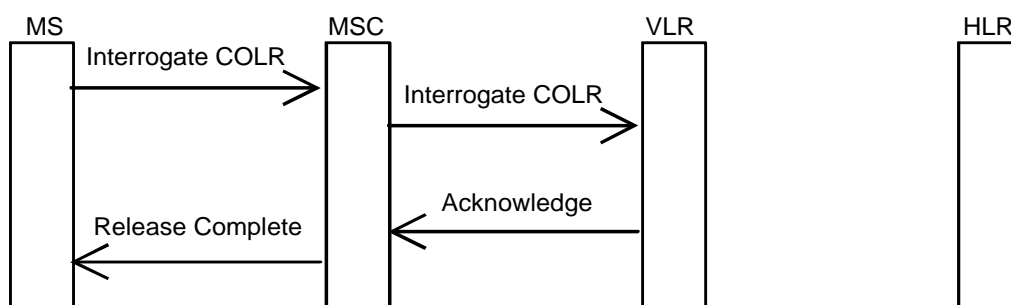 MS MSC VLR HLR
Interrogate COLR
Interrogate COLR
Acknowledge
Release Complete